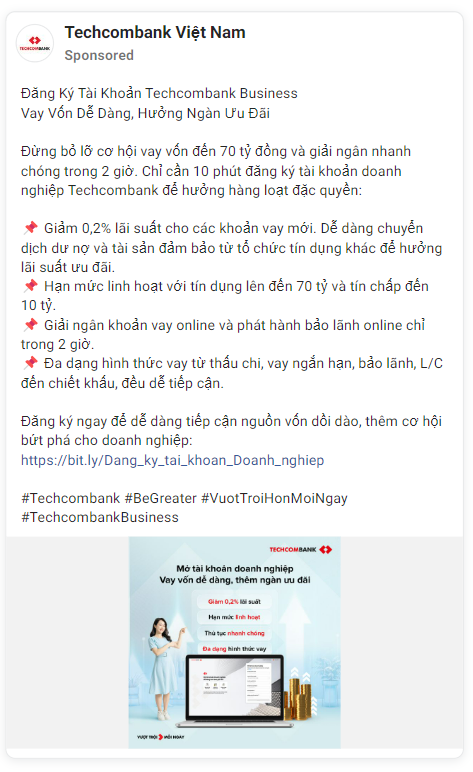 Techcombank Việt Nam
TECHCOMBANK
Sponsored
Đăng Ký Tài Khoản Techcombank Business
Vay Vốn Dễ Dàng, Hưởng Ngàn Ưu Đãi
Đừng bỏ lỡ cơ hội vay vốn đến 70 tỷ đồng và giải ngân nhanh
chóng trong 2 giờ. Chỉ cần 10 phút đăng ký tài khoản doanh
nghiệp Techcombank để hưởng hàng loạt đặc quyền:
📌 Giảm 0,2% lãi suất cho các khoản vay mới. Dễ dàng chuyển
dịch dư nợ và tài sản đảm bảo từ tổ chức tín dụng khác để hưởng
lãi suất ưu đãi.
📌 Hạn mức linh hoạt với tín dụng lên đến 70 tỷ và tín chấp đến
10 tỷ.
📌 Giải ngân khoản vay online và phát hành bảo lãnh online chỉ
trong 2 giờ.
📌 Đa dạng hình thức vay từ thấu chi, vay ngắn hạn, bảo lãnh, L/C
đến chiết khấu, đều dễ tiếp cận.
Đăng ký ngay để dễ dàng tiếp cận nguồn vốn dồi dào, thêm cơ hội
bứt phá cho doanh nghiệp:
https://bit.ly/Dang_ky_tai_khoan_Doanh_nghiep
#Techcombank #BeGreater #VuotTroiHonMoiNgay
#TechcombankBusiness
TECHCOMBANK
Mở tài khoản doanh nghiệp
Vay vốn dễ dàng, thêm ngàn ưu đãi
Giảm 0,2% lãi suất
Hạn mức linh hoạt
Thủ tục nhanh chóng
Đa dạng hình thức vay
VƯỢT TRỘI MỖI NGÀY